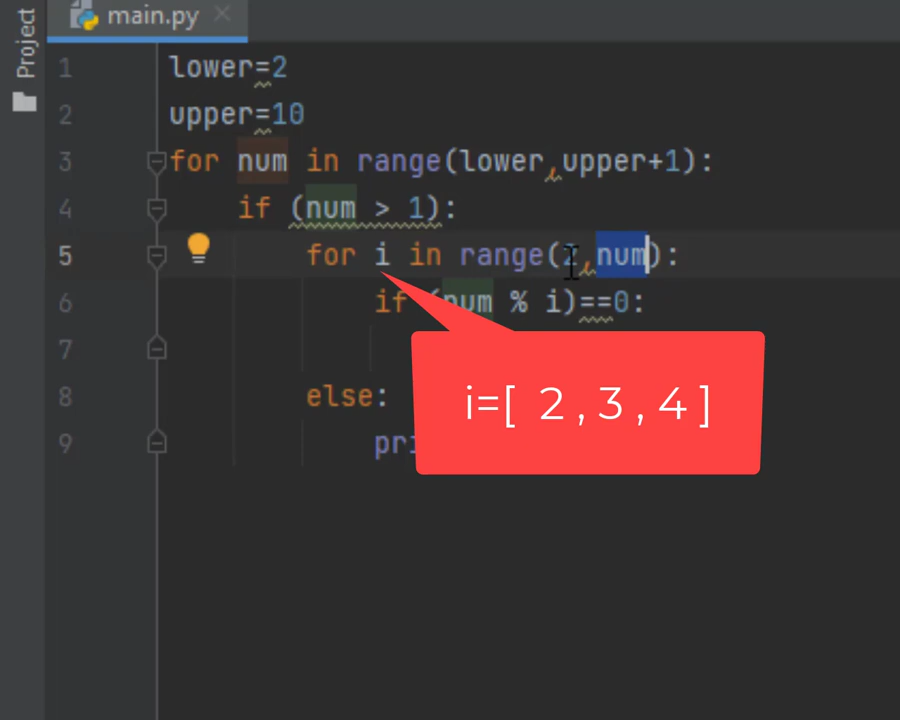 Project
main.py
1 lower=2
2 upper=10
3 for num in range(lower,upper+1):
4 if (num > 1):
5 for i in range(2,num):
6 if (num % i)==0:
7
8 else:
9 pri
i=[ 2 , 3 , 4 ]